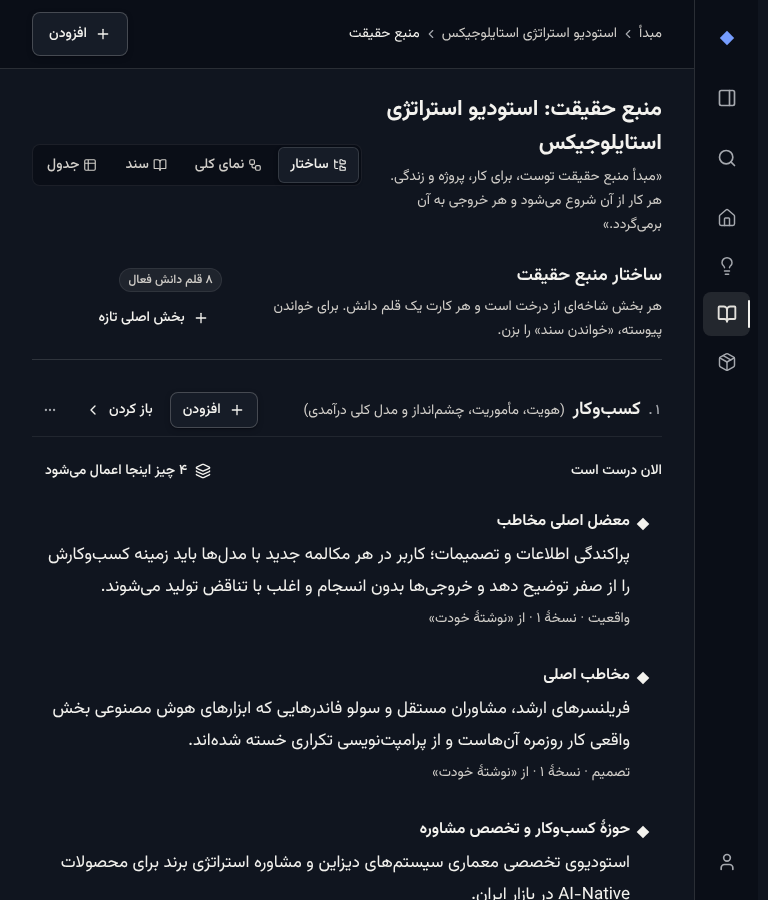 مبدأ › استودیو استراتژی استایلوجیکس › منبع حقیقت
+ افزودن
منبع حقیقت: استودیو استراتژی
استایلوجیکس
«مبدأ منبع حقیقت توست، برای کار، پروژه و زندگی.
هر کار از آن شروع می‌شود و هر خروجی به آن
برمی‌گردد.»
ساختار
نمای کلی
سند
جدول
ساختار منبع حقیقت
هر بخش شاخه‌ای از درخت است و هر کارت یک قلم دانش. برای خواندن
پیوسته، «خواندن سند» را بزن.
۸ قلم دانش فعال
+ بخش اصلی تازه
۱. کسب‌وکار (هویت، مأموریت، چشم‌انداز و مدل کلی درآمدی)
+ افزودن
باز کردن
...
الان درست است
۴ چیز اینجا اعمال می‌شود
معضل اصلی مخاطب
پراکندگی اطلاعات و تصمیمات؛ کاربر در هر مکالمه جدید با مدل‌ها باید زمینه کسب‌وکارش
را از صفر توضیح دهد و خروجی‌ها بدون انسجام و اغلب با تناقض تولید می‌شوند.
واقعیت · نسخهٔ ۱ · از «نوشتهٔ خودت»
مخاطب اصلی
فریلنسرهای ارشد، مشاوران مستقل و سولو فاندرهایی که ابزارهای هوش مصنوعی بخش
واقعی کار روزمره آن‌هاست و از پرامپت‌نویسی تکراری خسته شده‌اند.
تصمیم · نسخهٔ ۱ · از «نوشتهٔ خودت»
حوزهٔ کسب‌وکار و تخصص مشاوره
استودیوی تخصصی معماری سیستم‌های دیزاین و مشاوره استراتژی برند برای محصولات
AI-Native در بازار ایران.